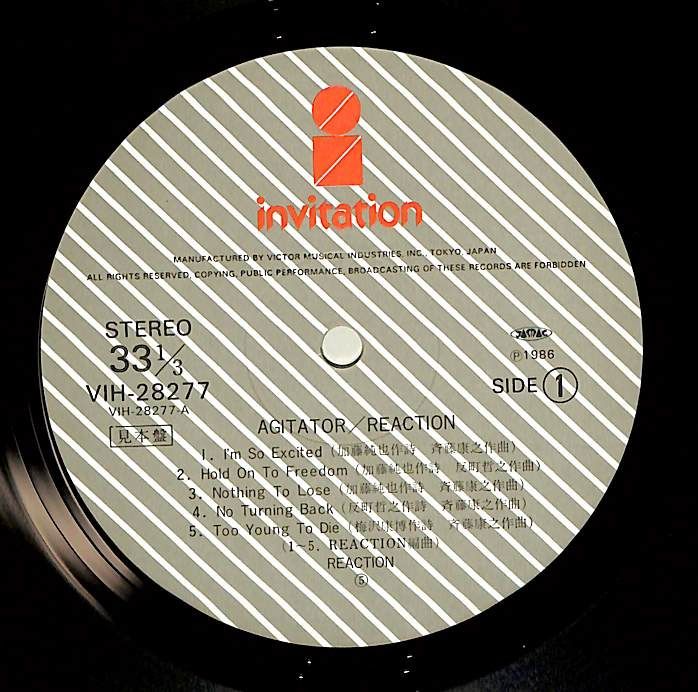 invitation
MANUFACTURED BY VICTOR MUSICAL INDUSTRIES, INC., TOKYO, JAPAN
ALL RIGHTS RESERVED, COPYING, PUBLIC PERFORMANCE, BROADCASTING OF THESE RECORDS ARE FORBIDDEN
STEREO
33 1/3
VIH-28277
VIH-28277-A
見本盤
JASRAC
Ⓟ1986
SIDE ①
AGITATOR/REACTION
1. I'm So Excited (加藤純也作詩 斉藤康之作曲)
2. Hold On To Freedom (加藤純也作詩 反町哲之作曲)
3. Nothing To Lose (加藤純也作詩 斉藤康之作曲)
4. No Turning Back (反町哲之作詩 斉藤康之作曲)
5. Too Young To Die (梅沢康博作詩 斉藤康之作曲)
(1~5. REACTION編曲)
REACTION
⑤